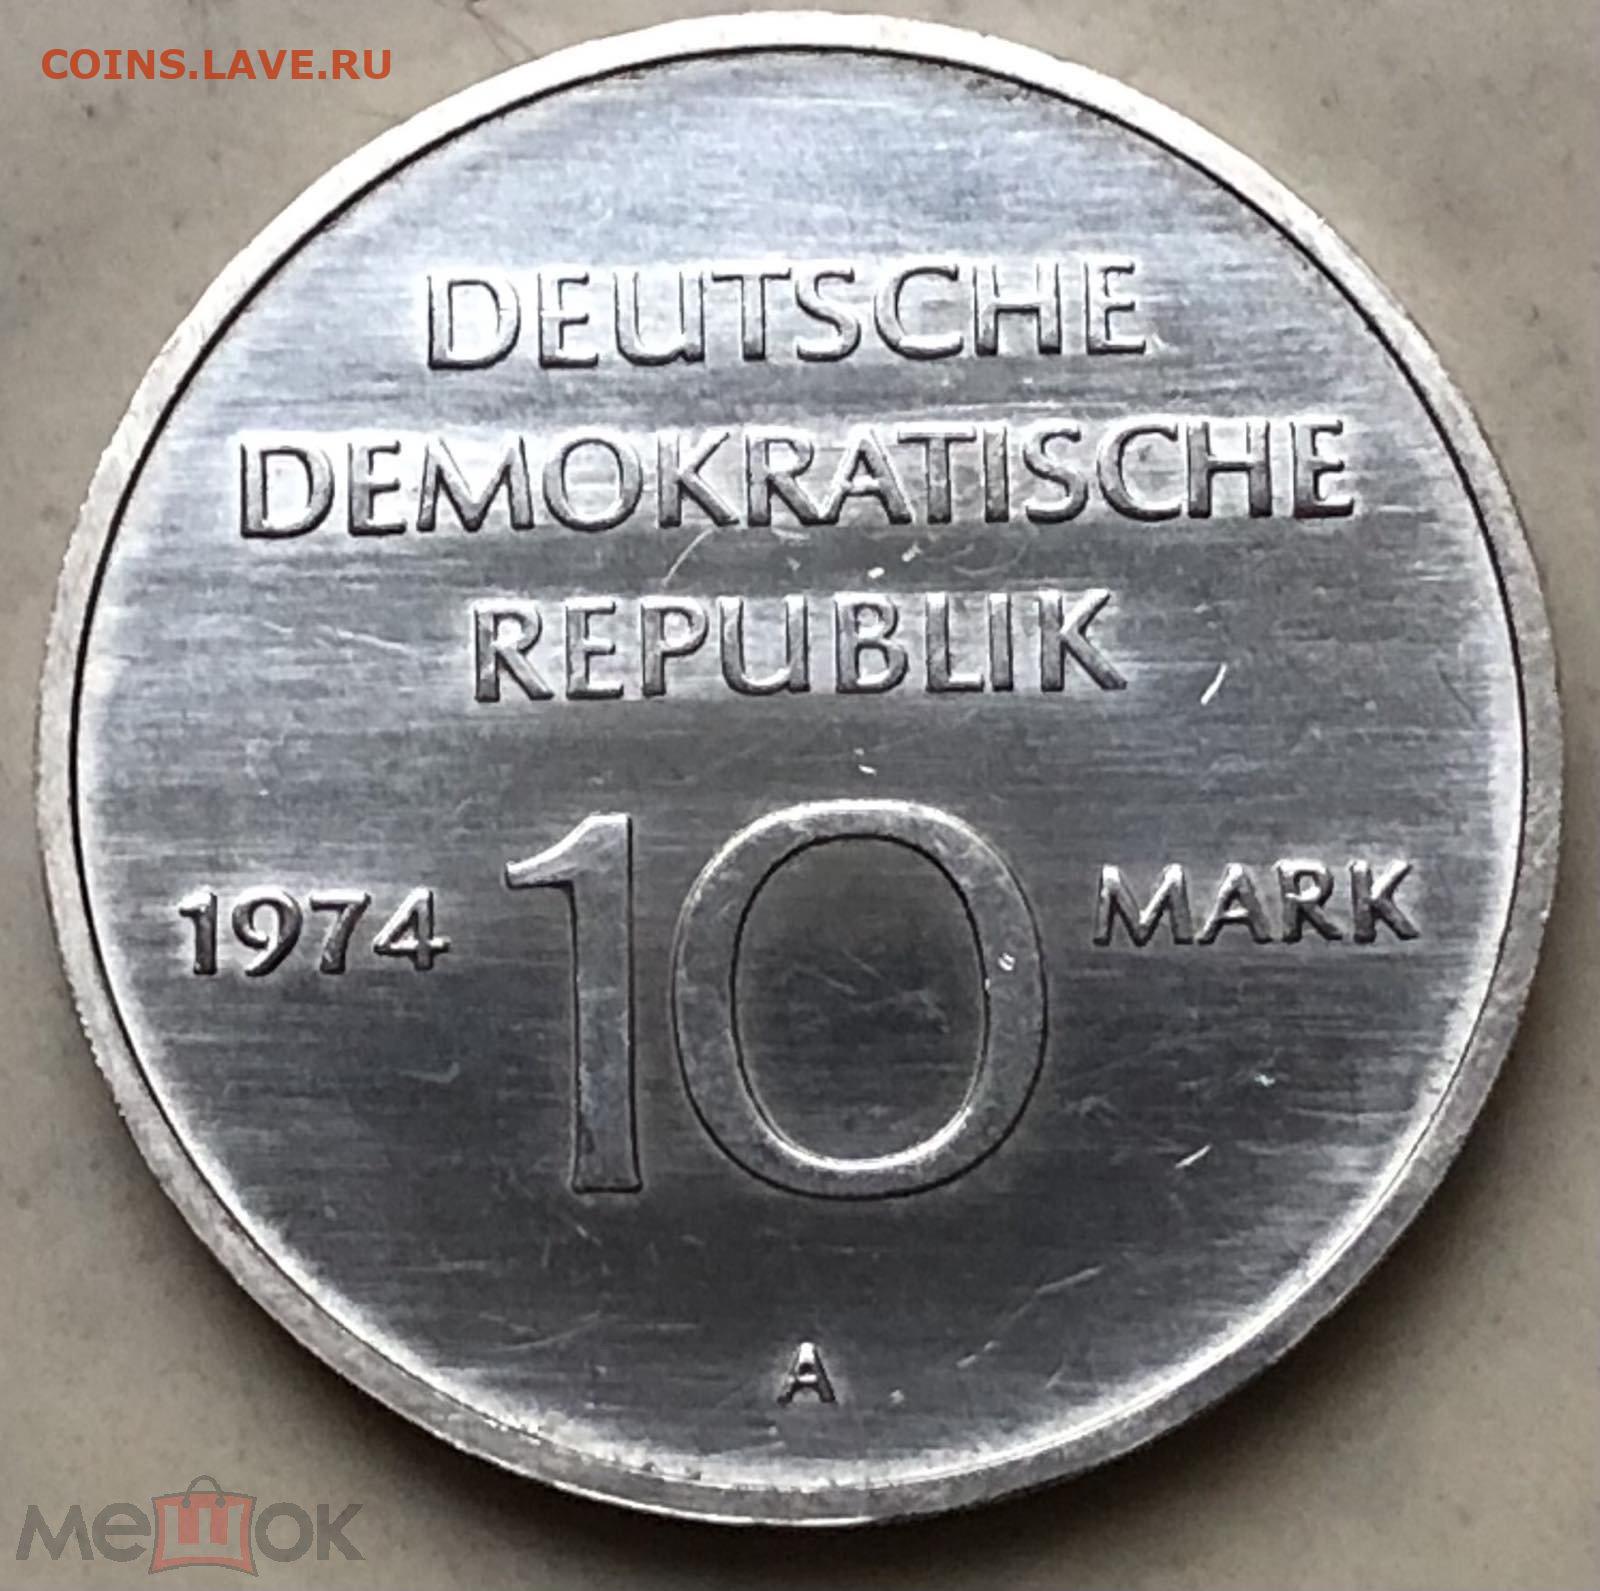 COINS.LAVE.RU
DEUTSCHE
DEMOKRATISCHE
REPUBLIK
1974 10 MARK
A
мешок